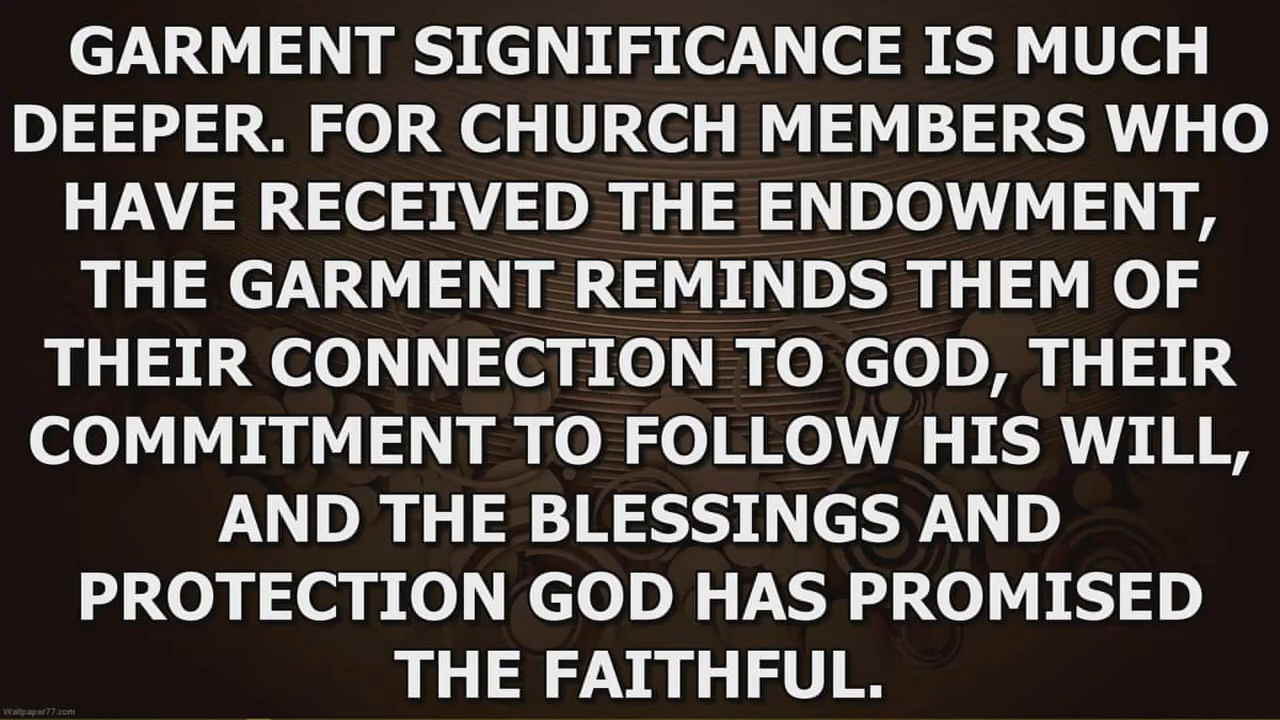 GARMENT SIGNIFICANCE IS MUCH
DEEPER. FOR CHURCH MEMBERS WHO
HAVE RECEIVED THE ENDOWMENT,
THE GARMENT REMINDS THEM OF
THEIR CONNECTION TO GOD, THEIR
COMMITMENT TO FOLLOW HIS WILL,
AND THE BLESSINGS AND
PROTECTION GOD HAS PROMISED
THE FAITHFUL.
Wallpaper77.com